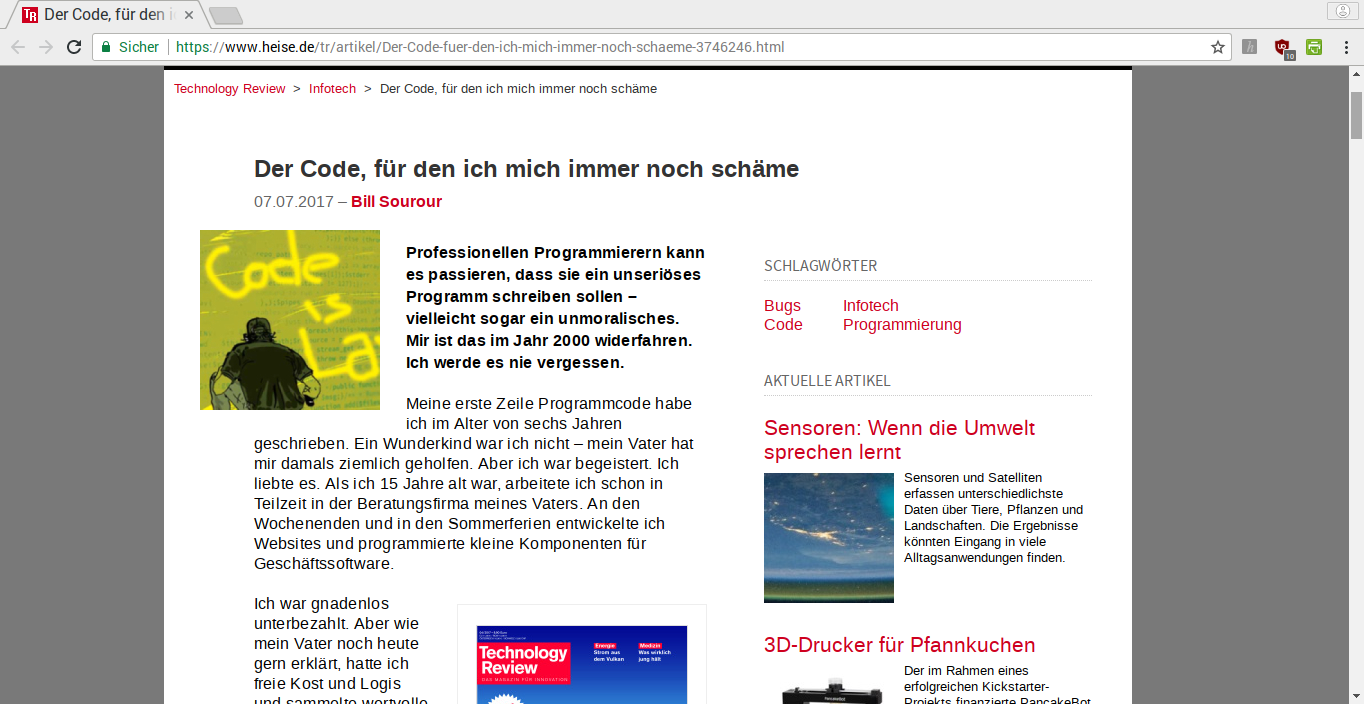 TR Der Code, für den i
Sicher https://www.heise.de/tr/artikel/Der-Code-fuer-den-ich-mich-immer-noch-schaeme-3746246.html
10
Technology Review > Infotech > Der Code, für den ich mich immer noch schäme
Der Code, für den ich mich immer noch schäme
07.07.2017 – Bill Sourour
Code
is
La
Professionellen Programmierern kann
es passieren, dass sie ein unseriöses
Programm schreiben sollen –
vielleicht sogar ein unmoralisches.
Mir ist das im Jahr 2000 widerfahren.
Ich werde es nie vergessen.
Meine erste Zeile Programmcode habe
ich im Alter von sechs Jahren
geschrieben. Ein Wunderkind war ich nicht – mein Vater hat
mir damals ziemlich geholfen. Aber ich war begeistert. Ich
liebte es. Als ich 15 Jahre alt war, arbeitete ich schon in
Teilzeit in der Beratungsfirma meines Vaters. An den
Wochenenden und in den Sommerferien entwickelte ich
Websites und programmierte kleine Komponenten für
Geschäftssoftware.
Ich war gnadenlos
unterbezahlt. Aber wie
mein Vater noch heute
gern erklärt, hatte ich
freie Kost und Logis
und sammelte wertvolle
Technology
Review
DAS MAGAZIN FÜR INNOVATION
Energie
Strom aus
dem Vulkan
Medizin
Was wirklich
jung hält
SCHLAGWÖRTER
Bugs Infotech
Code Programmierung
AKTUELLE ARTIKEL
Sensoren: Wenn die Umwelt
sprechen lernt
Sensoren und Satelliten
erfassen unterschiedlichste
Daten über Tiere, Pflanzen und
Landschaften. Die Ergebnisse
könnten Eingang in viele
Alltagsanwendungen finden.
3D-Drucker für Pfannkuchen
PancakeBot
Der im Rahmen eines
erfolgreichen Kickstarter-
Projekts finanzierte PancakeBot